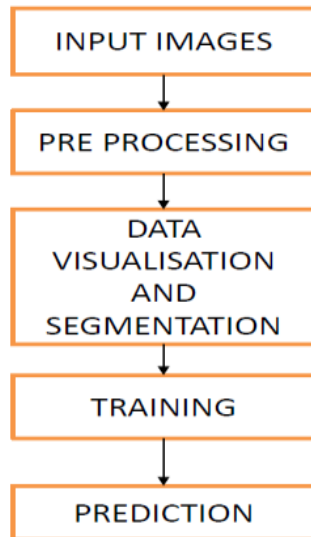 INPUT IMAGES
PRE PROCESSING
DATA
VISUALISATION
AND
SEGMENTATION
TRAINING
PREDICTION